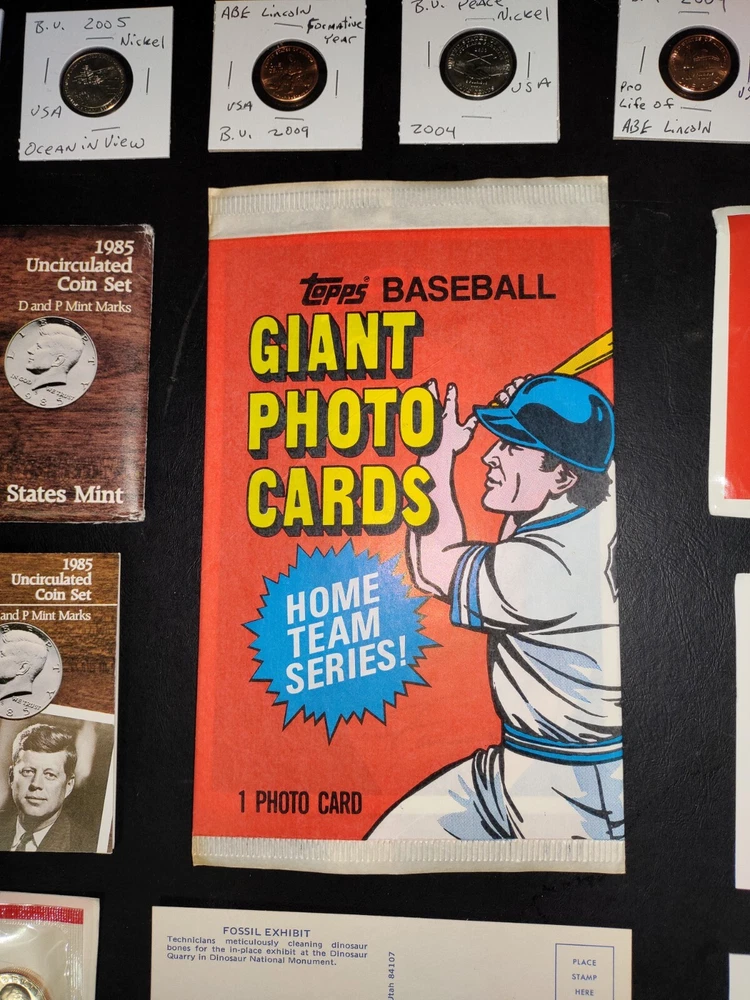 B.U. 2005
Nickel
USA
Ocean in View
ABE Lincoln
Formative
Year
USA
B.U. 2009
B.U. Peace
Nickel
USA
2004
Pro
Life of
ABE Lincoln
1985
Uncirculated
Coin Set
D and P Mint Marks
States Mint
1985
Uncirculated
Coin Set
and P Mint Marks
topps® BASEBALL
GIANT
PHOTO
CARDS
HOME
TEAM
SERIES!
1 PHOTO CARD
FOSSIL EXHIBIT
Technicians meticulously cleaning dinosaur
bones for the in-place exhibit at the Dinosaur
Quarry in Dinosaur National Monument.
Utah 84107
PLACE
STAMP
HERE